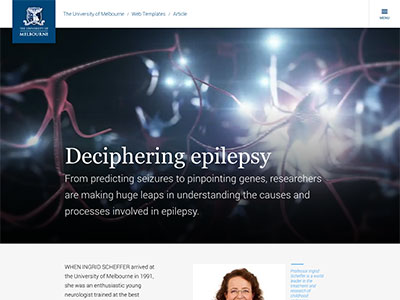 The University of Melbourne / Web Templates / Article
MENU
THE UNIVERSITY OF
MELBOURNE
Deciphering epilepsy
From predicting seizures to pinpointing genes, researchers
are making huge leaps in understanding the causes and
processes involved in epilepsy.
WHEN INGRID SCHEFFER arrived at
the University of Melbourne in 1991,
she was an enthusiastic young
neurologist trained at the best
Professor Ingrid
Scheffer is a world
leader in the
treatment and
research of
childhood